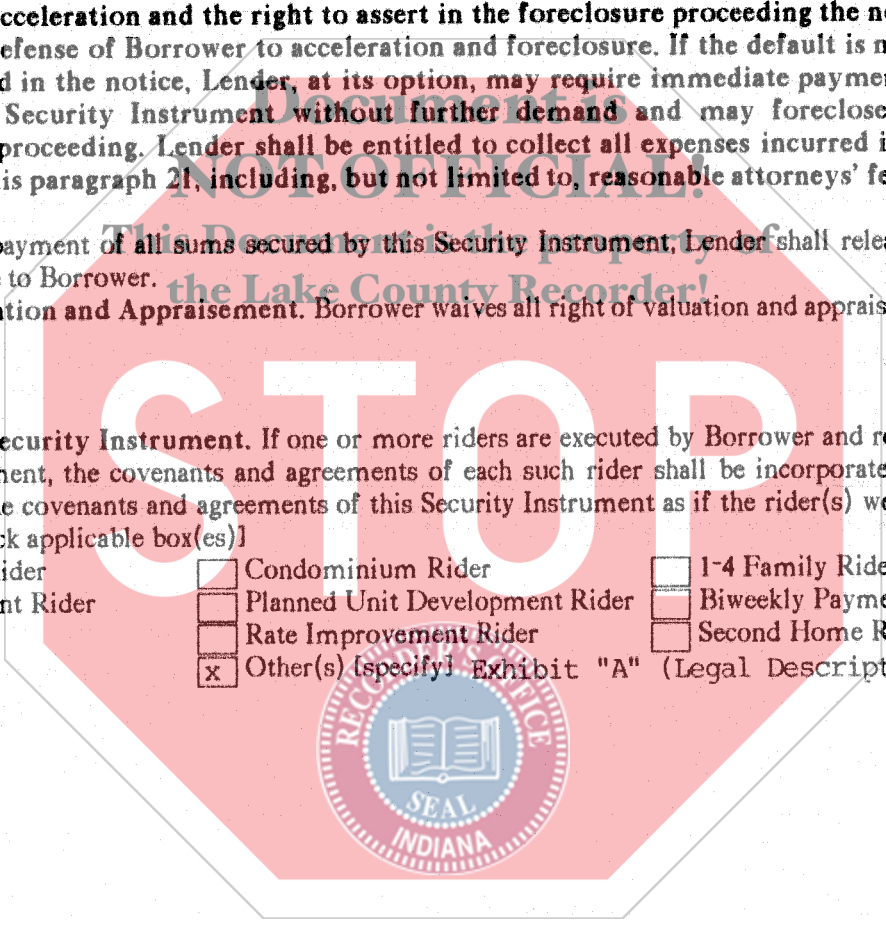 cceleration and the right to assert in the foreclosure proceeding the n
efense of Borrower to acceleration and foreclosure. If the default is n
d in the notice, Lender, at its option, may require immediate paymen
Document is
Security Instrument without further demand and may foreclose
proceeding. Lender shall be entitled to collect all expenses incurred i
NOT OFFICIAL!
is paragraph 21, including, but not limited to, reasonable attorneys' fe
This Document is the property of
ayment of all sums secured by this Security Instrument, Lender shall relea
to Borrower.
the Lake County Recorder!
tion and Appraisement. Borrower waives all right of valuation and apprais
STOP
ecurity Instrument. If one or more riders are executed by Borrower and re
ent, the covenants and agreements of each such rider shall be incorporate
e covenants and agreements of this Security Instrument as if the rider(s) we
ck applicable box(es)]
ider Condominium Rider 1-4 Family Ride
nt Rider Planned Unit Development Rider Biweekly Payme
Rate Improvement Rider Second Home R
x Other(s) [specify] Exhibit "A" (Legal Descript
RECORDER'S OFFICE
SEAL
INDIANA